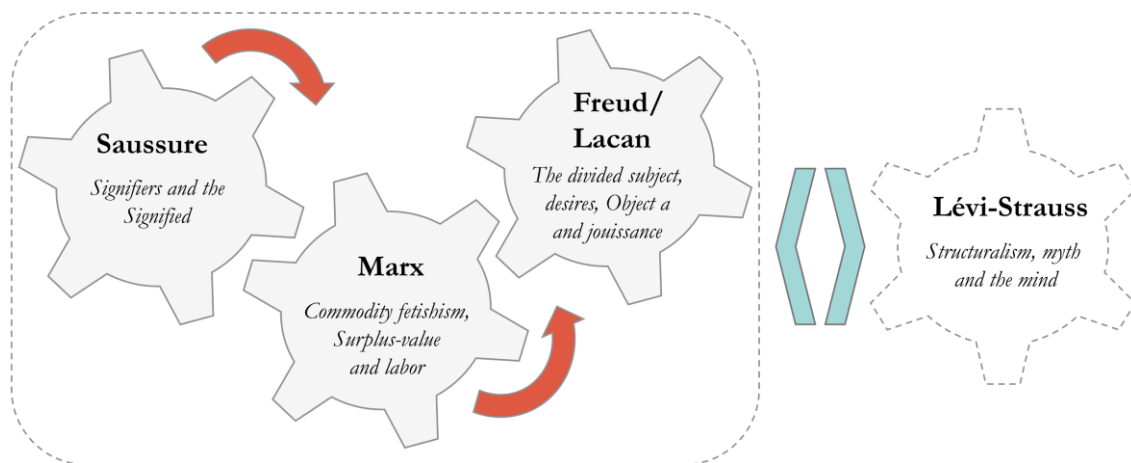 Saussure
Signifiers and the
Signified
Marx
Commodity fetishism,
Surplus-value
and labor
Freud/
Lacan
The divided subject,
desires, Object a
and jouissance
Lévi-Strauss
Structuralism, myth
and the mind